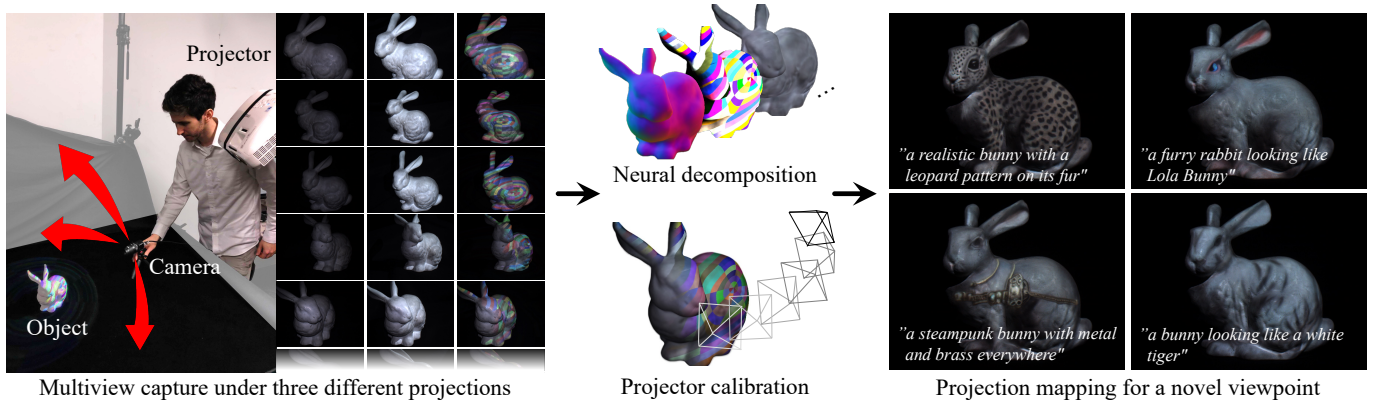 Projector
Camera
Object
Multiview capture under three different projections
Neural decomposition
...
Projector calibration
"a realistic bunny with a
leopard pattern on its fur"
"a furry rabbit looking like
Lola Bunny"
"a steampunk bunny with metal
and brass everywhere"
"a bunny looking like a white
tiger"
Projection mapping for a novel viewpoint